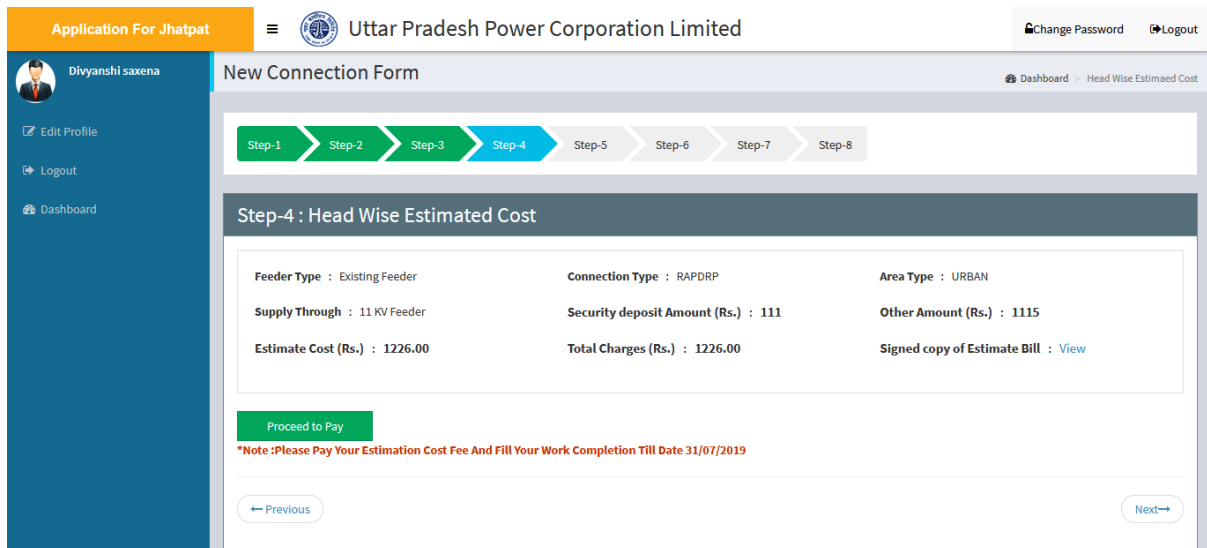 Application For Jhatpat
Uttar Pradesh Power Corporation Limited
Change Password Logout
Divyanshi saxena
New Connection Form
Dashboard > Head Wise Estimaed Cost
Edit Profile
Logout
Dashboard
Step-1 Step-2 Step-3 Step-4 Step-5 Step-6 Step-7 Step-8
Step-4 : Head Wise Estimated Cost
Feeder Type : Existing Feeder Connection Type : RAPDRP Area Type : URBAN
Supply Through : 11 KV Feeder Security deposit Amount (Rs.) : 111 Other Amount (Rs.) : 1115
Estimate Cost (Rs.) : 1226.00 Total Charges (Rs.) : 1226.00 Signed copy of Estimate Bill : View
Proceed to Pay
*Note :Please Pay Your Estimation Cost Fee And Fill Your Work Completion Till Date 31/07/2019
← Previous Next→